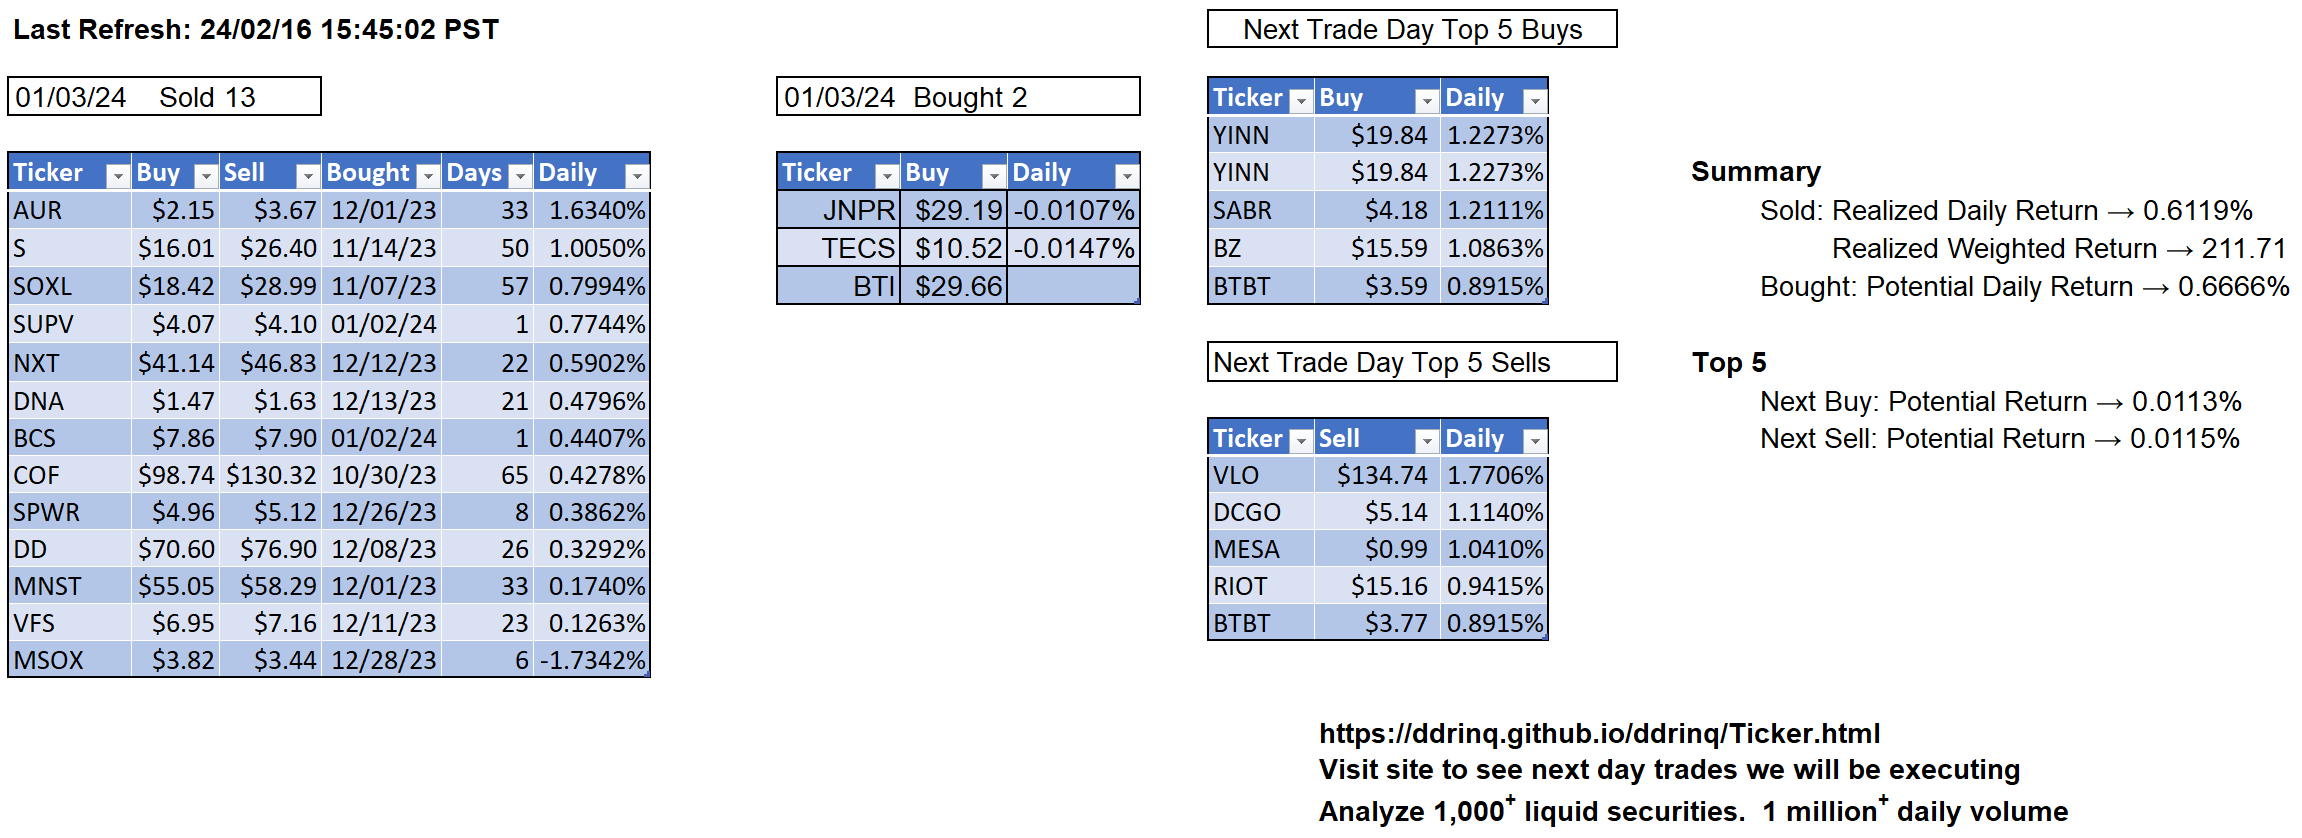 Last Refresh: 24/02/16 15:45:02 PST
01/03/24 Sold 13
Ticker Buy Sell Bought Days Daily
AUR $2.15 $3.67 12/01/23 33 1.6340%
S $16.01 $26.40 11/14/23 50 1.0050%
SOXL $18.42 $28.99 11/07/23 57 0.7994%
SUPV $4.07 $4.10 01/02/24 1 0.7744%
NXT $41.14 $46.83 12/12/23 22 0.5902%
DNA $1.47 $1.63 12/13/23 21 0.4796%
BCS $7.86 $7.90 01/02/24 1 0.4407%
COF $98.74 $130.32 10/30/23 65 0.4278%
SPWR $4.96 $5.12 12/26/23 8 0.3862%
DD $70.60 $76.90 12/08/23 26 0.3292%
MNST $55.05 $58.29 12/01/23 33 0.1740%
VFS $6.95 $7.16 12/11/23 23 0.1263%
MSOX $3.82 $3.44 12/28/23 6 -1.7342%
01/03/24 Bought 2
Ticker Buy Daily
JNPR $29.19 -0.0107%
TECS $10.52 -0.0147%
BTI $29.66
Next Trade Day Top 5 Buys
Ticker Buy Daily
YINN $19.84 1.2273%
YINN $19.84 1.2273%
SABR $4.18 1.2111%
BZ $15.59 1.0863%
BTBT $3.59 0.8915%
Next Trade Day Top 5 Sells
Ticker Sell Daily
VLO $134.74 1.7706%
DCGO $5.14 1.1140%
MESA $0.99 1.0410%
RIOT $15.16 0.9415%
BTBT $3.77 0.8915%
Summary
Sold: Realized Daily Return → 0.6119%
Realized Weighted Return → 211.71
Bought: Potential Daily Return → 0.6666%
Top 5
Next Buy: Potential Return → 0.0113%
Next Sell: Potential Return → 0.0115%
https://ddrinq.github.io/ddrinq/Ticker.html
Visit site to see next day trades we will be executing
Analyze 1,000+ liquid securities. 1 million+ daily volume